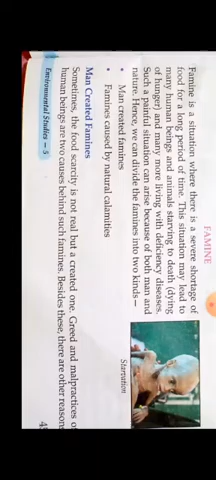 FAMINE
Famine is a situation where there is a severe shortage of
food for a long period of time. This situation may lead to
many human beings and animals starving to death (dying
of hunger) and many more living with deficiency diseases.
Such a painful situation can arise because of both man and
nature. Hence, we can divide the famines into two kinds—
• Man created famines
• Famines caused by natural calamities
Starvation
Man Created Famines
Sometimes, the food scarcity is not real but a created one. Greed and malpractices of
human beings are two causes behind such famines. Besides these, there are other reasons
Environmental Studies – 5